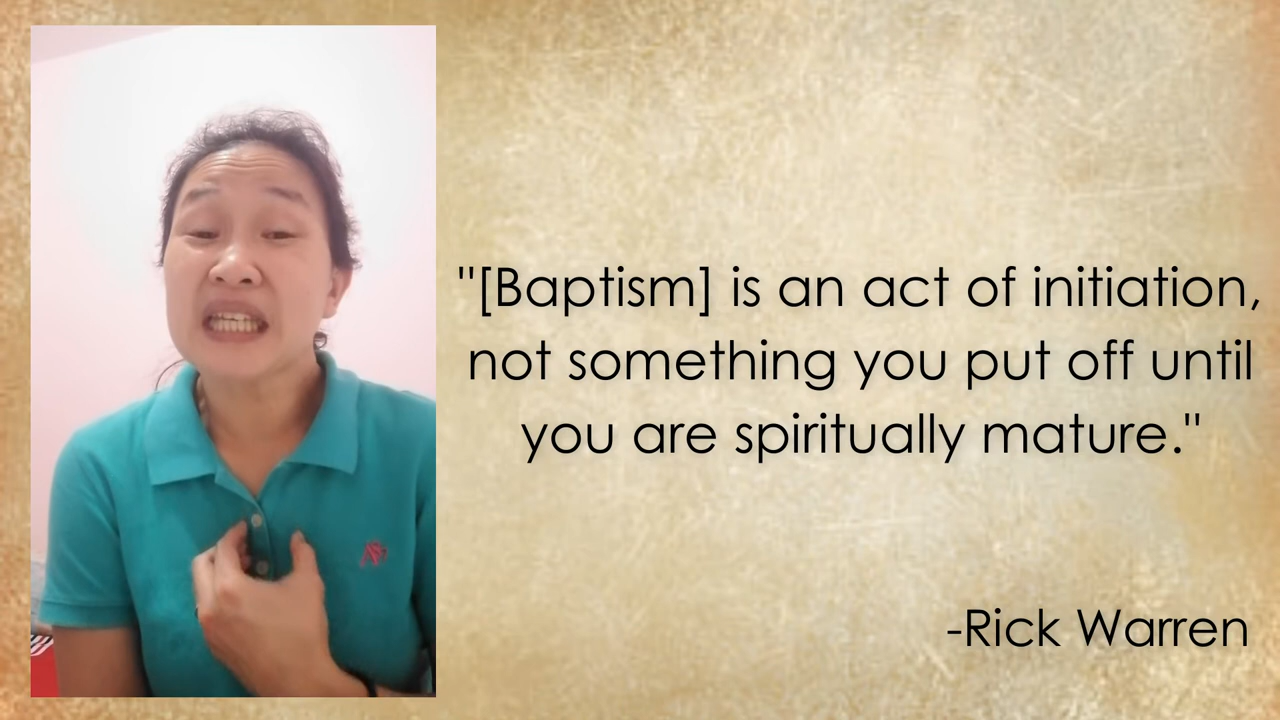 "[Baptism] is an act of initiation,
not something you put off until
you are spiritually mature."
-Rick Warren